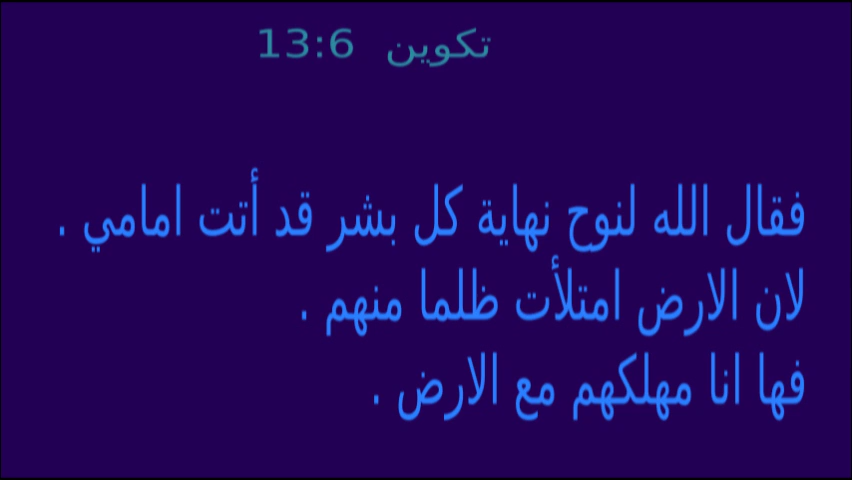 تكوين 13:6
فقال الله لنوح نهاية كل بشر قد أتت امامي .
لان الارض امتلأت ظلما منهم .
فها انا مهلكهم مع الارض .